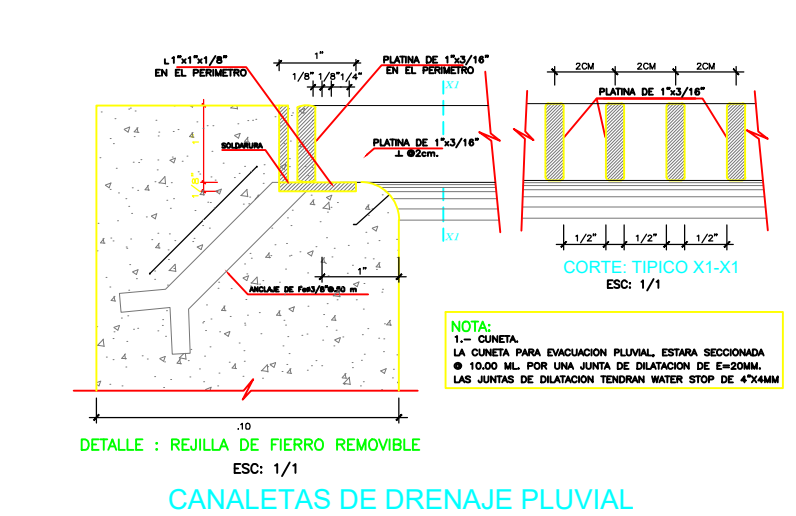 L 1"x1"x1/8"
EN EL PERIMETRO
1"
1/8" 1/8" 1/4"
PLATINA DE 1"x3/16"
EN EL PERIMETRO
X1
2CM 2CM 2CM
PLATINA DE 1"x3/16"
SOLDARURA
1"
1/8"
PLATINA DE 1"x3/16"
⊥ @2cm.
X1
1/2" 1/2" 1/2"
CORTE: TIPICO X1-X1
ESC: 1/1
1"
ANCLAJE DE Feø3/8"@.50 m
NOTA:
1.- CUNETA.
LA CUNETA PARA EVACUACION PLUVIAL, ESTARA SECCIONADA
@ 10.00 ML. POR UNA JUNTA DE DILATACION DE E=20MM.
LAS JUNTAS DE DILATACION TENDRAN WATER STOP DE 4"X4MM
.10
DETALLE : REJILLA DE FIERRO REMOVIBLE
ESC: 1/1
CANALETAS DE DRENAJE PLUVIAL